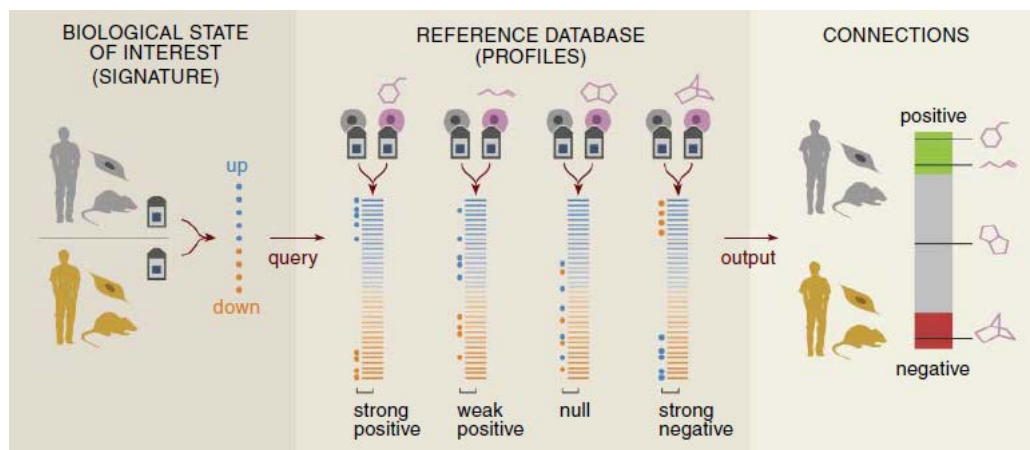 BIOLOGICAL STATE
OF INTEREST
(SIGNATURE)
up
down
query
REFERENCE DATABASE
(PROFILES)
strong
positive
weak
positive
null
strong
negative
output
CONNECTIONS
positive
negative